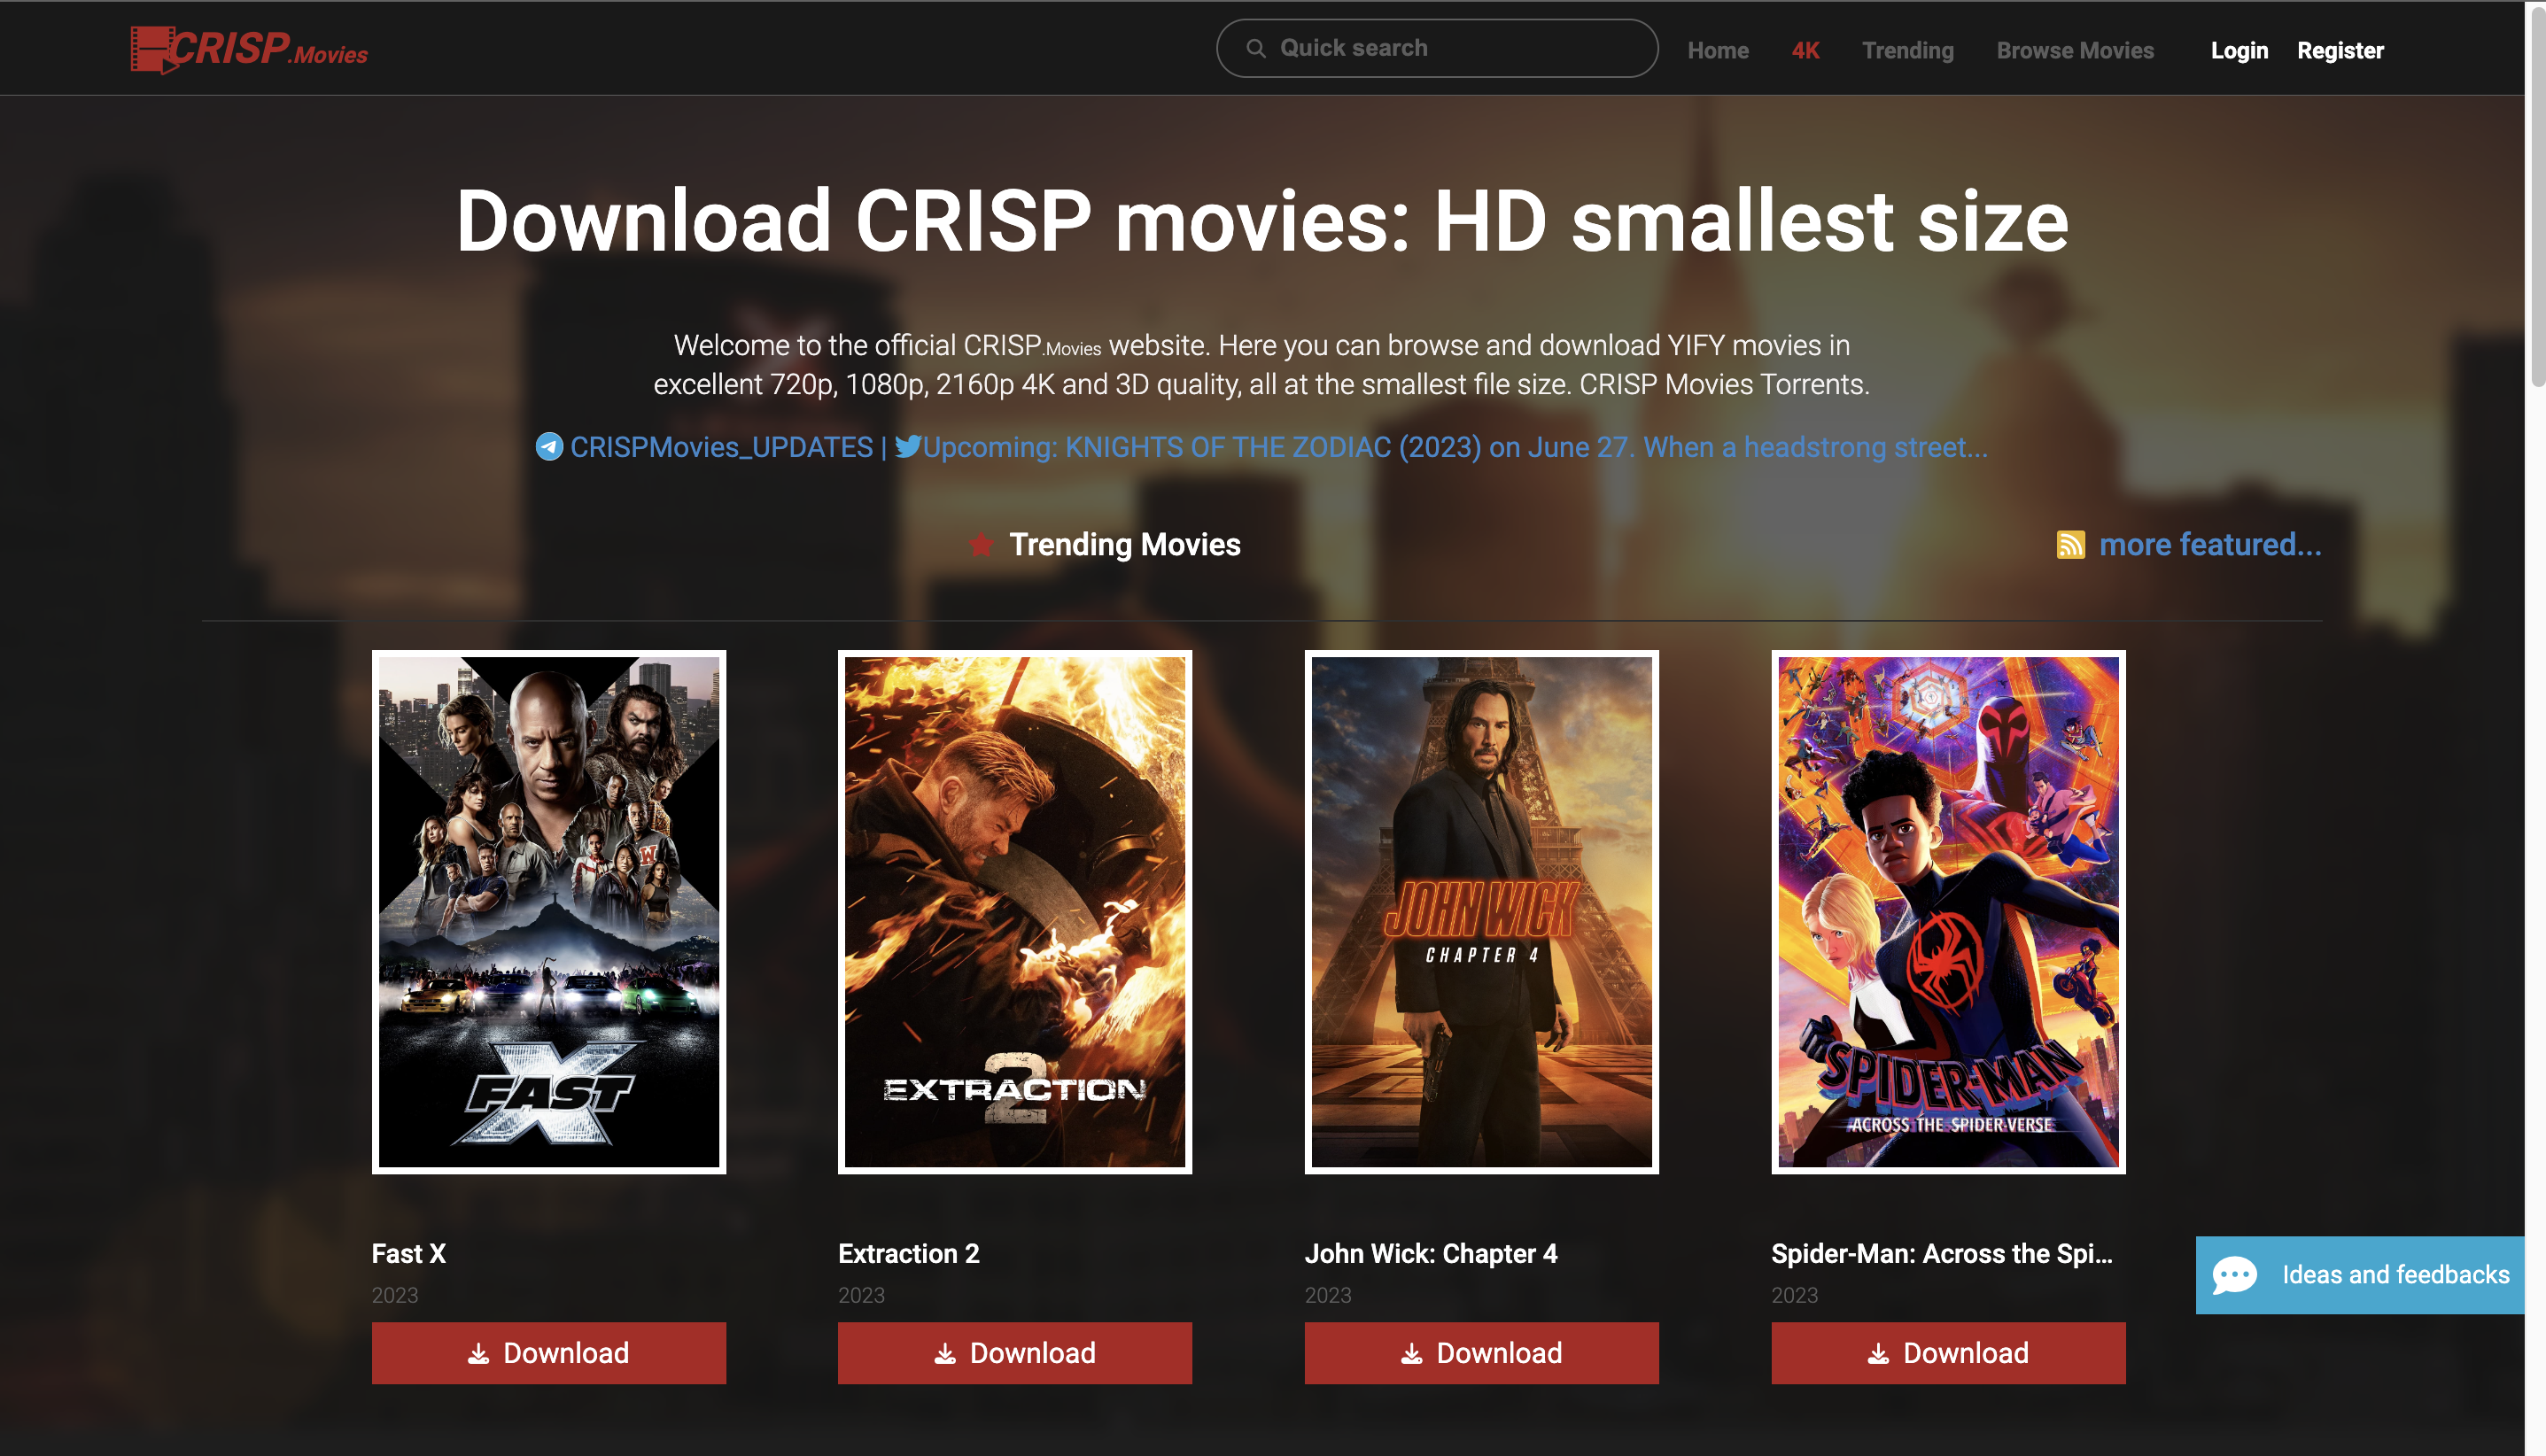 CRISP.Movies
Quick search
Home
4K
Trending
Browse Movies
Login
Register
Download CRISP movies: HD smallest size
Welcome to the official CRISP.Movies website. Here you can browse and download YIFY movies in
excellent 720p, 1080p, 2160p 4K and 3D quality, all at the smallest file size. CRISP Movies Torrents.
CRISPMovies_UPDATES | Upcoming: KNIGHTS OF THE ZODIAC (2023) on June 27. When a headstrong street...
Trending Movies
more featured...
W
FAST X
EXTRACTION 2
JOHN WICK
CHAPTER 4
SPIDER-MAN
ACROSS THE SPIDER-VERSE
Fast X
2023
Download
Extraction 2
2023
Download
John Wick: Chapter 4
2023
Download
Spider-Man: Across the Spi...
2023
Download
Ideas and feedbacks